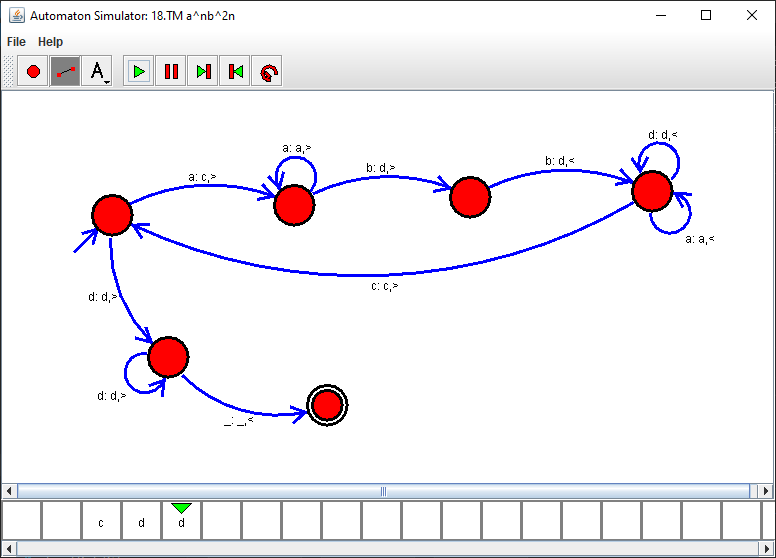 Automaton Simulator: 18.TM a^nb^2n
File Help
A
d: d,<
a: a,>
b: d,>
b: d,<
a: c,>
a: a,<
c: c,>
d: d,>
d: d,>
_: _,<
c d d